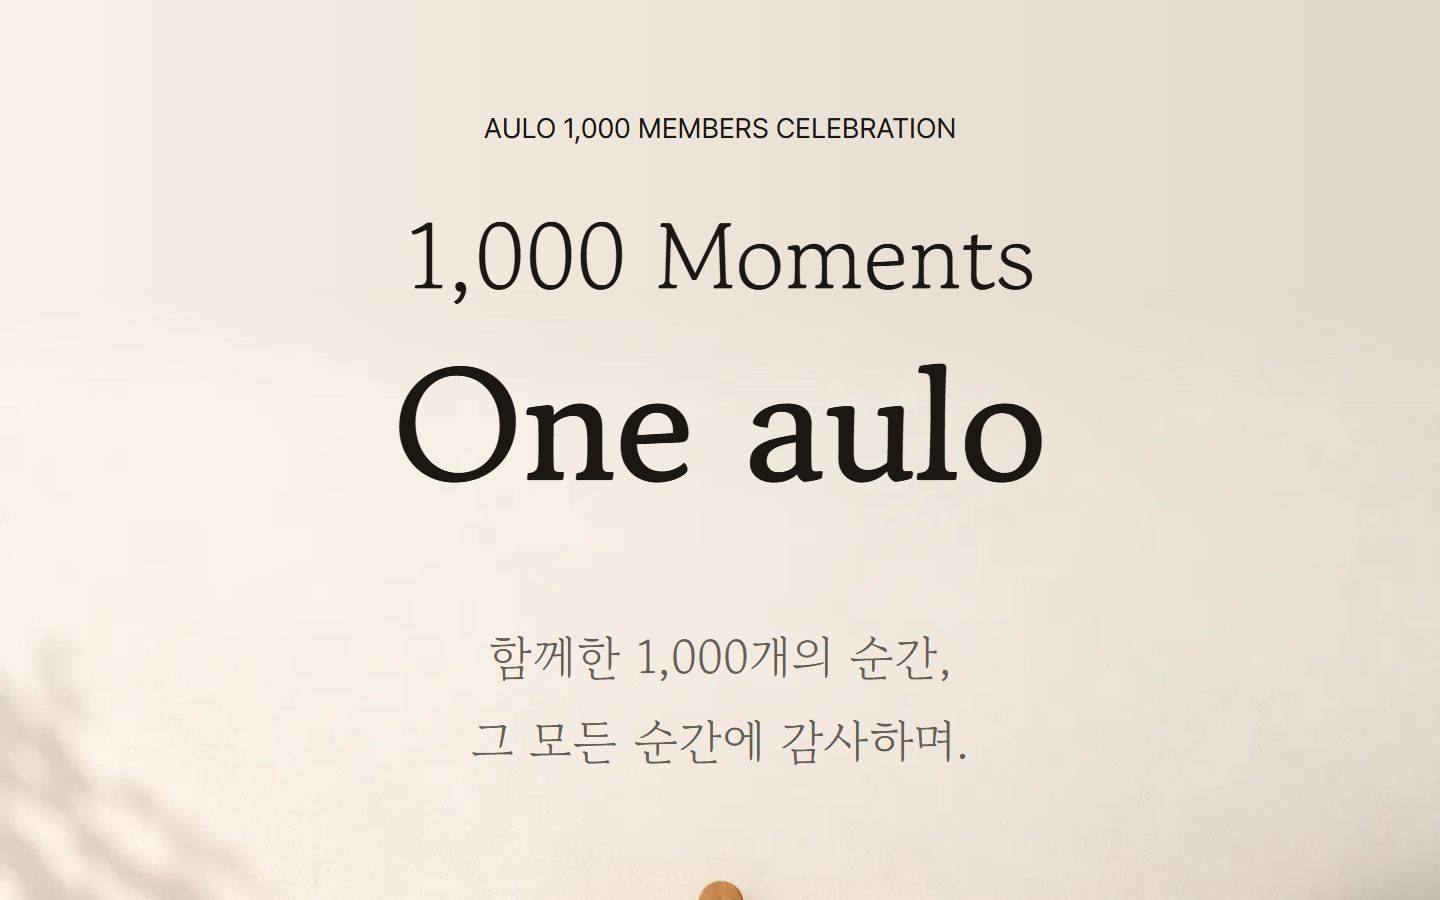 AULO 1,000 MEMBERS CELEBRATION
1,000 Moments
One aulo
함께한 1,000개의 순간,
그 모든 순간에 감사하며.